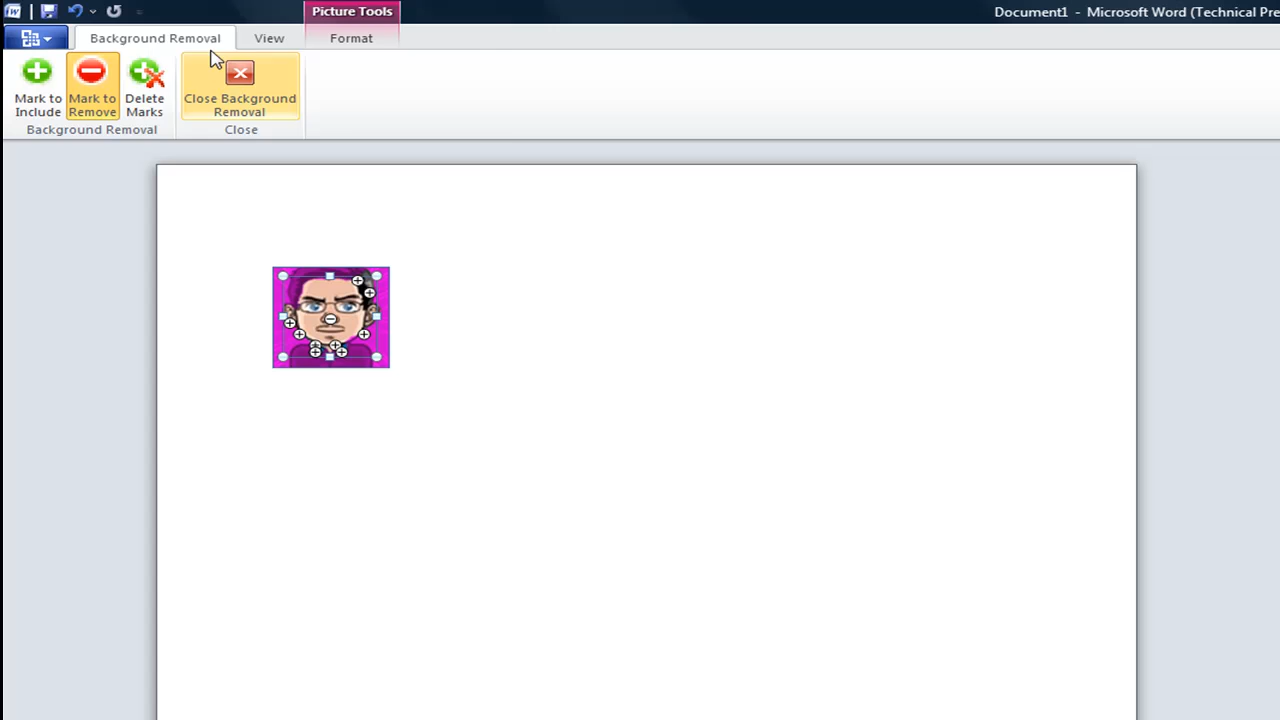 Picture Tools
Document1 - Microsoft Word (Technical Pre
Background Removal
View
Format
Mark to Include
Mark to Remove
Delete Marks
Close Background Removal
Background Removal
Close